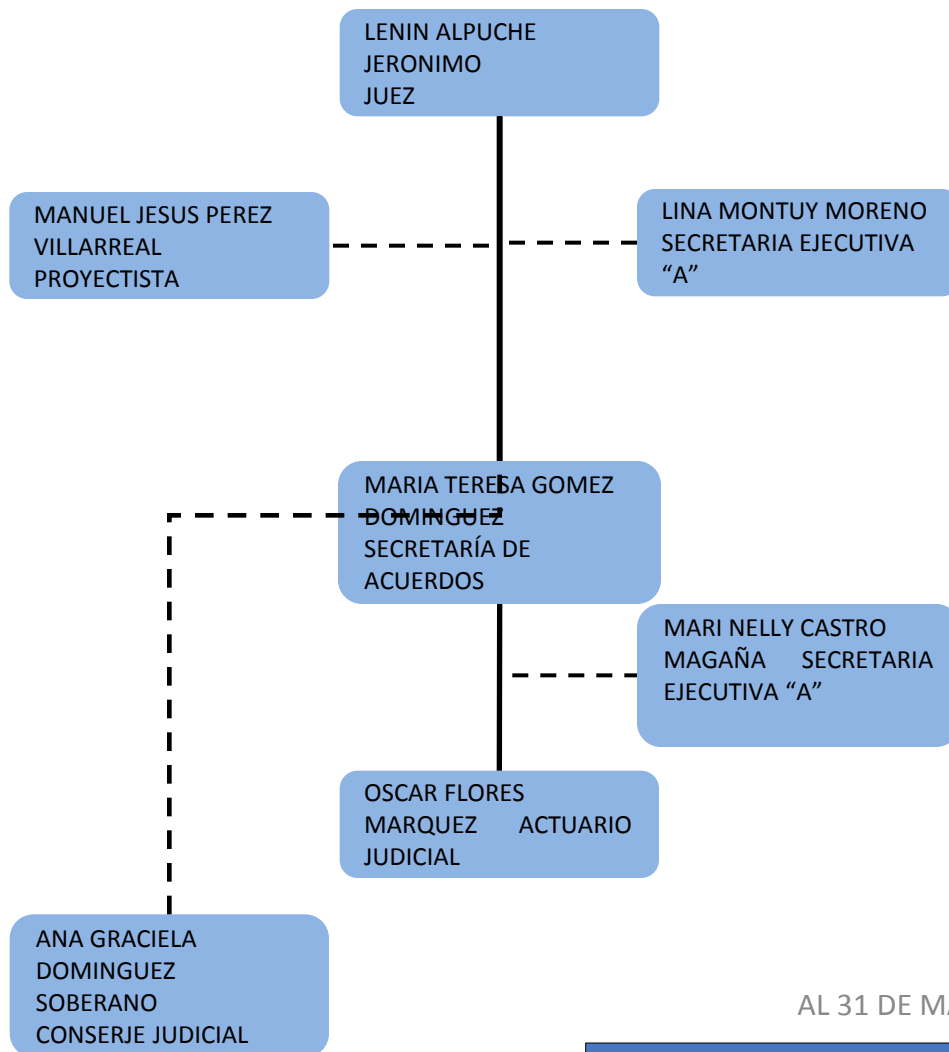 LENIN ALPUCHE
JERONIMO
JUEZ
MANUEL JESUS PEREZ
VILLARREAL
PROYECTISTA
LINA MONTUY MORENO
SECRETARIA EJECUTIVA
“A”
MARIA TERESA GOMEZ
DOMINGUEZ
SECRETARÍA DE
ACUERDOS
MARI NELLY CASTRO
MAGAÑA SECRETARIA
EJECUTIVA “A”
OSCAR FLORES
MARQUEZ ACTUARIO
JUDICIAL
ANA GRACIELA
DOMINGUEZ
SOBERANO
CONSERJE JUDICIAL
AL 31 DE